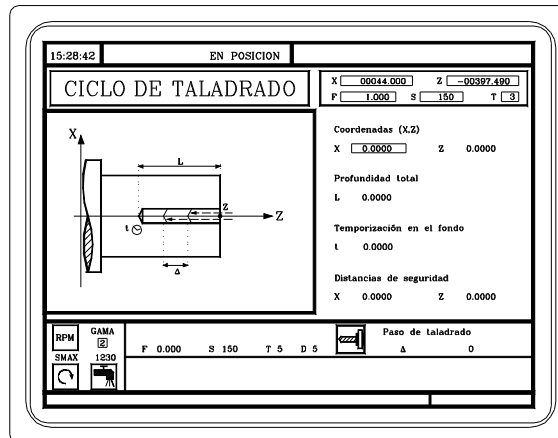 15:28:42 EN POSICION
CICLO DE TALADRADO
X 00044.000 Z -00397.490
F 1.000 S 150 T 3
Coordenadas (X,Z)
X 0.0000 Z 0.0000
Profundidad total
L 0.0000
Temporización en el fondo
t 0.0000
Distancias de seguridad
X 0.0000 Z 0.0000
X
L
Z
Z
t
Δ
RPM GAMA
2
SMAX 1230
F 0.000 S 150 T 5 D 5
Paso de taladrado
Δ 0